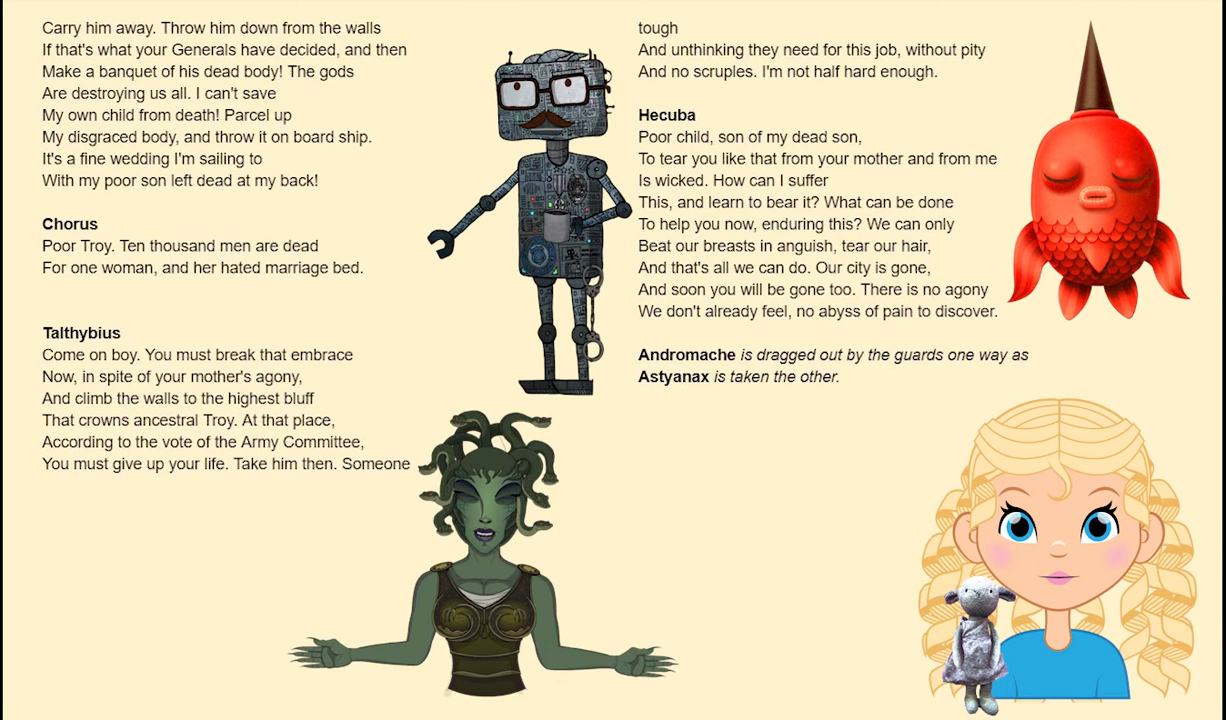 Carry him away. Throw him down from the walls
If that's what your Generals have decided, and then
Make a banquet of his dead body! The gods
Are destroying us all. I can't save
My own child from death! Parcel up
My disgraced body, and throw it on board ship.
It's a fine wedding I'm sailing to
With my poor son left dead at my back!
Chorus
Poor Troy. Ten thousand men are dead
For one woman, and her hated marriage bed.
Talthybius
Come on boy. You must break that embrace
Now, in spite of your mother's agony,
And climb the walls to the highest bluff
That crowns ancestral Troy. At that place,
According to the vote of the Army Committee,
You must give up your life. Take him then. Someone
tough
And unthinking they need for this job, without pity
And no scruples. I'm not half hard enough.
Hecuba
Poor child, son of my dead son,
To tear you like that from your mother and from me
Is wicked. How can I suffer
This, and learn to bear it? What can be done
To help you now, enduring this? We can only
Beat our breasts in anguish, tear our hair,
And that's all we can do. Our city is gone,
And soon you will be gone too. There is no agony
We don't already feel, no abyss of pain to discover.
Andromache is dragged out by the guards one way as
Astyanax is taken the other.